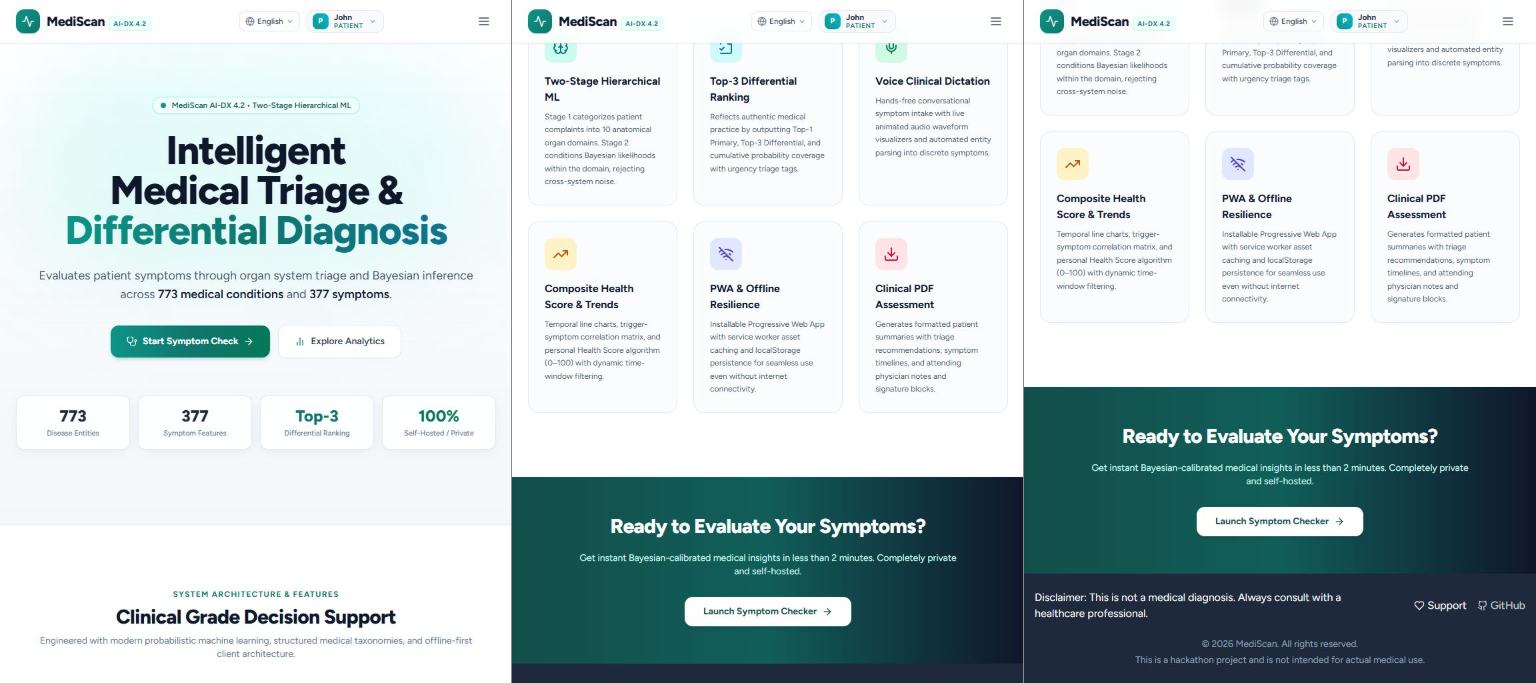 MediScan AI-DX 4.2
English
P
John
PATIENT
MediScan AI-DX 4.2 • Two-Stage Hierarchical ML
Intelligent
Medical Triage &
Differential Diagnosis
Evaluates patient symptoms through organ system triage and Bayesian inference
across 773 medical conditions and 377 symptoms.
Start Symptom Check
Explore Analytics
773
Disease Entities
377
Symptom Features
Top-3
Differential Ranking
100%
Self-Hosted / Private
SYSTEM ARCHITECTURE & FEATURES
Clinical Grade Decision Support
Engineered with modern probabilistic machine learning, structured medical taxonomies, and offline-first
client architecture.
MediScan AI-DX 4.2
English
P
John
PATIENT
Two-Stage Hierarchical
ML
Stage 1 categorizes patient
complaints into 10 anatomical
organ domains. Stage 2
conditions Bayesian likelihoods
within the domain, rejecting
cross-system noise.
Top-3 Differential
Ranking
Reflects authentic medical
practice by outputting Top-1
Primary, Top-3 Differential, and
cumulative probability coverage
with urgency triage tags.
Voice Clinical Dictation
Hands-free conversational
symptom intake with live
animated audio waveform
visualizers and automated entity
parsing into discrete symptoms.
Composite Health
Score & Trends
Temporal line charts, trigger-
symptom correlation matrix, and
personal Health Score algorithm
(0–100) with dynamic time-
window filtering.
PWA & Offline
Resilience
Installable Progressive Web App
with service worker asset
caching and localStorage
persistence for seamless use
even without internet
connectivity.
Clinical PDF
Assessment
Generates formatted patient
summaries with triage
recommendations, symptom
timelines, and attending
physician notes and
signature blocks.
Ready to Evaluate Your Symptoms?
Get instant Bayesian-calibrated medical insights in less than 2 minutes. Completely private
and self-hosted.
Launch Symptom Checker
MediScan AI-DX 4.2
English
P
John
PATIENT
organ domains. Stage 2
conditions Bayesian likelihoods
within the domain, rejecting
cross-system noise.
Primary, Top-3 Differential, and
cumulative probability coverage
with urgency triage tags.
visualizers and automated entity
parsing into discrete symptoms.
Composite Health
Score & Trends
Temporal line charts, trigger-
symptom correlation matrix, and
personal Health Score algorithm
(0–100) with dynamic time-
window filtering.
PWA & Offline
Resilience
Installable Progressive Web App
with service worker asset
caching and localStorage
persistence for seamless use
even without internet
connectivity.
Clinical PDF
Assessment
Generates formatted patient
summaries with triage
recommendations, symptom
timelines, and attending
physician notes and
signature blocks.
Ready to Evaluate Your Symptoms?
Get instant Bayesian-calibrated medical insights in less than 2 minutes. Completely private
and self-hosted.
Launch Symptom Checker
Disclaimer: This is not a medical diagnosis. Always consult with a
healthcare professional.
Support
GitHub
© 2026 MediScan. All rights reserved.
This is a hackathon project and is not intended for actual medical use.